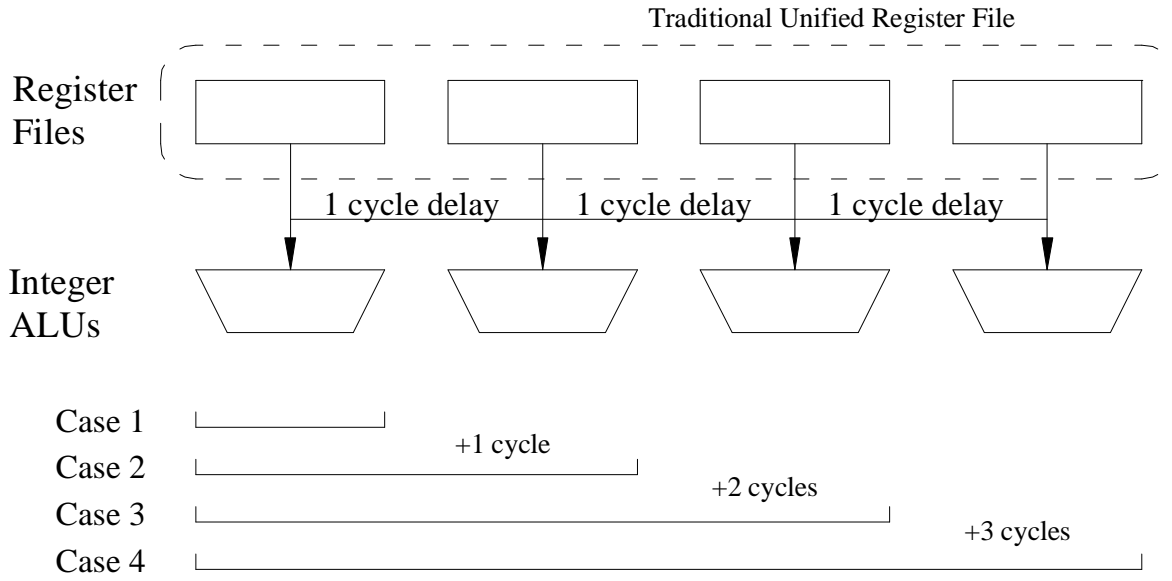 Traditional Unified Register File
Register
Files
1 cycle delay 1 cycle delay 1 cycle delay
Integer
ALUs
Case 1
+1 cycle
Case 2
+2 cycles
Case 3
+3 cycles
Case 4